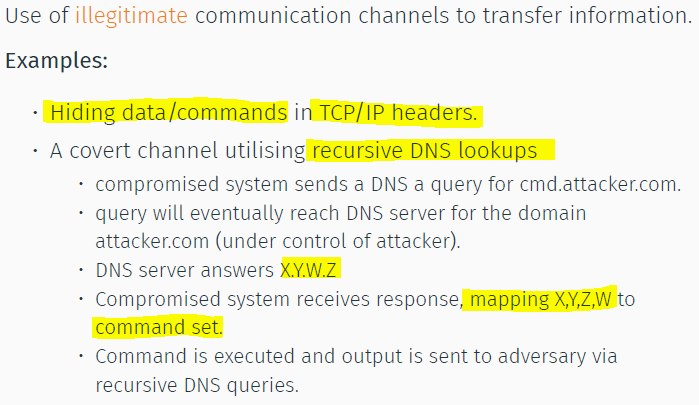 Use of illegitimate communication channels to transfer information.
Examples:
• Hiding data/commands in TCP/IP headers.
• A covert channel utilising recursive DNS lookups
• compromised system sends a DNS a query for cmd.attacker.com.
• query will eventually reach DNS server for the domain
attacker.com (under control of attacker).
• DNS server answers X.Y.W.Z
• Compromised system receives response, mapping X,Y,Z,W to
command set.
• Command is executed and output is sent to adversary via
recursive DNS queries.